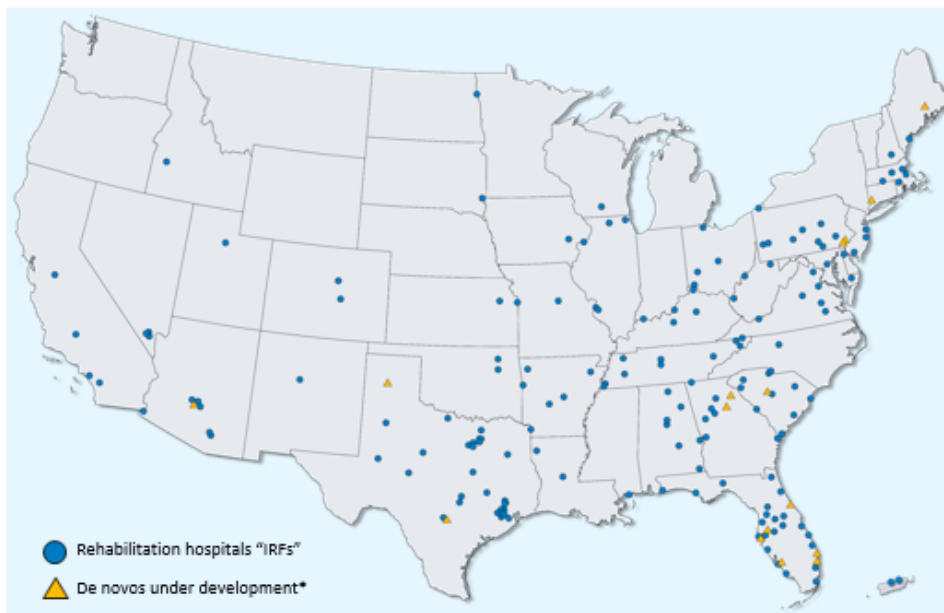 Rehabilitation hospitals “IRFs”
De novos under development*